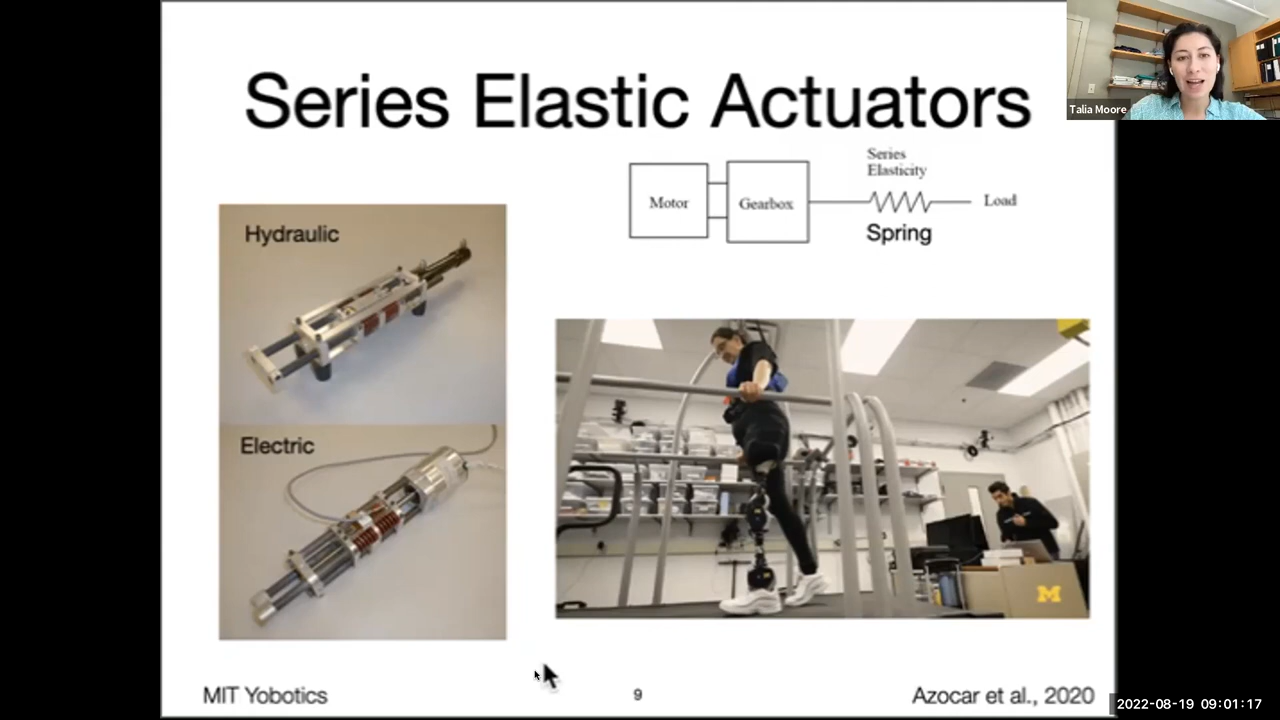 Series Elastic Actuators
Talia Moore
Series
Elasticity
Motor
Gearbox
Load
Spring
Hydraulic
Electric
M
MIT Yobotics
9
Azocar et al., 2020
2022-08-19 09:01:17